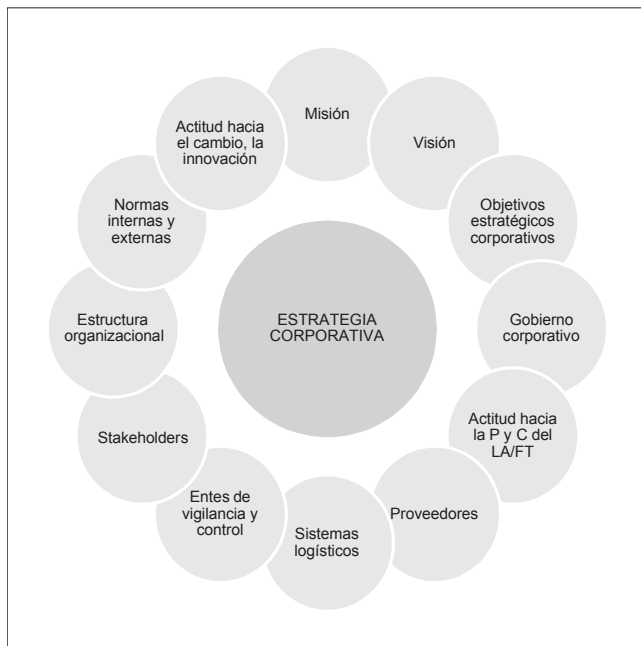 Misión
Visión
Objetivos
estratégicos
corporativos
Gobierno
corporativo
Actitud hacia
la P y C del
LA/FT
Proveedores
Sistemas
logísticos
Entes de
vigilancia y
control
Stakeholders
Estructura
organizacional
Normas
internas y
externas
Actitud hacia
el cambio, la
innovación
ESTRATEGIA
CORPORATIVA